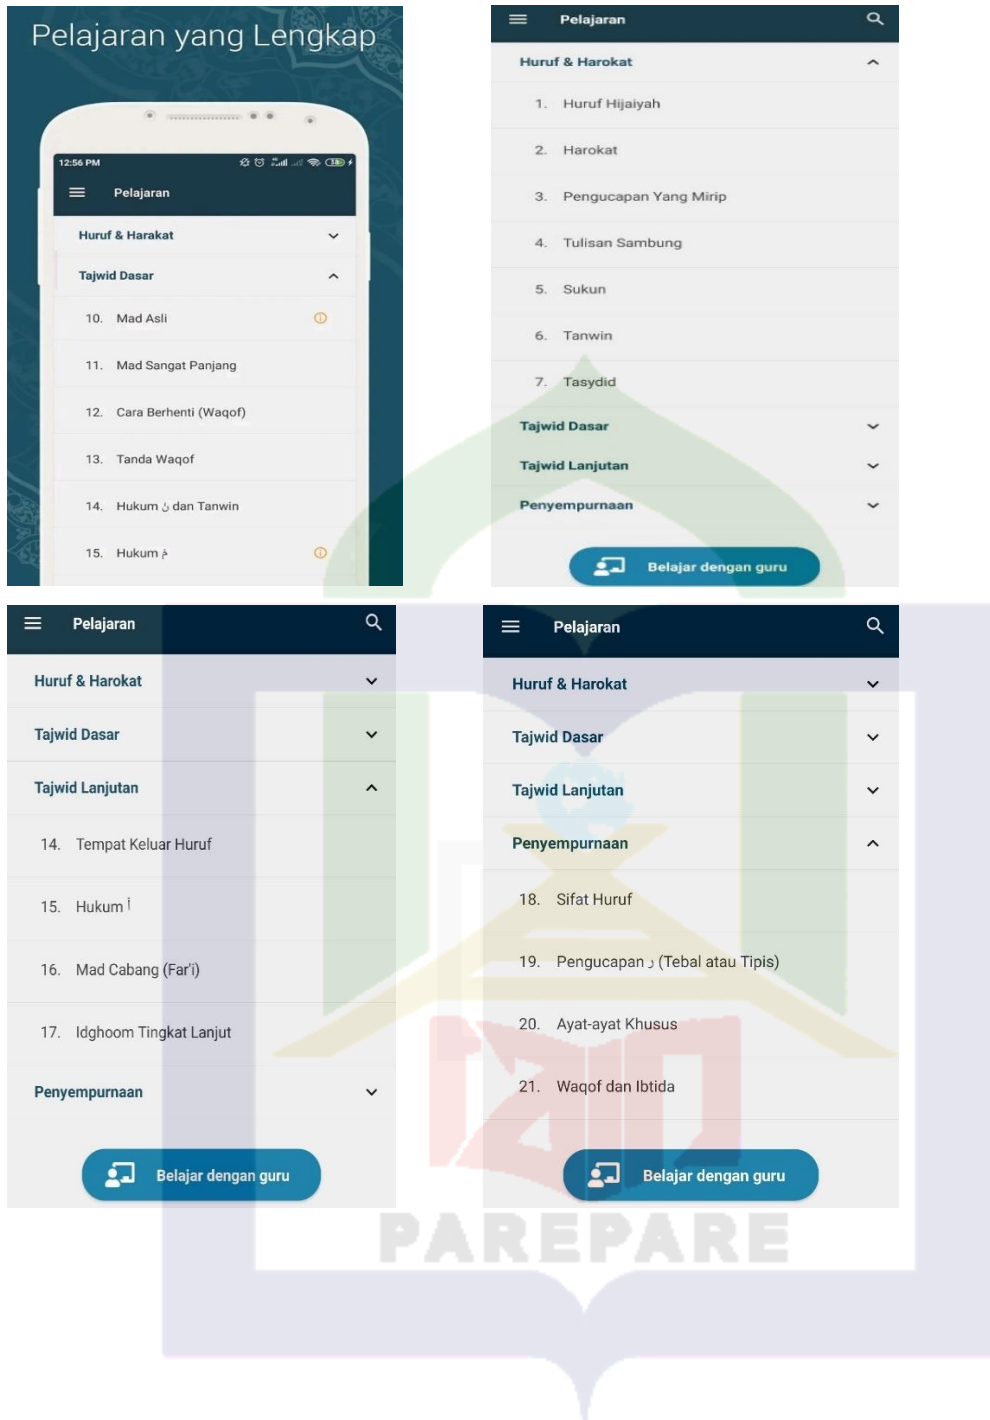 Pelajaran yang Lengkap
12:56 PM
38
Pelajaran
Huruf & Harakat
Tajwid Dasar
10. Mad Asli
11. Mad Sangat Panjang
12. Cara Berhenti (Waqof)
13. Tanda Waqof
14. Hukum نْ dan Tanwin
15. Hukum مْ
Pelajaran
Huruf & Harokat
1. Huruf Hijaiyah
2. Harokat
3. Pengucapan Yang Mirip
4. Tulisan Sambung
5. Sukun
6. Tanwin
7. Tasydid
Tajwid Dasar
Tajwid Lanjutan
Penyempurnaan
Belajar dengan guru
Pelajaran
Huruf & Harokat
Tajwid Dasar
Tajwid Lanjutan
14. Tempat Keluar Huruf
15. Hukum أ
16. Mad Cabang (Far'i)
17. Idghoom Tingkat Lanjut
Penyempurnaan
Belajar dengan guru
Pelajaran
Huruf & Harokat
Tajwid Dasar
Tajwid Lanjutan
Penyempurnaan
18. Sifat Huruf
19. Pengucapan ر (Tebal atau Tipis)
20. Ayat-ayat Khusus
21. Waqof dan Ibtida
Belajar dengan guru
PAREPARE